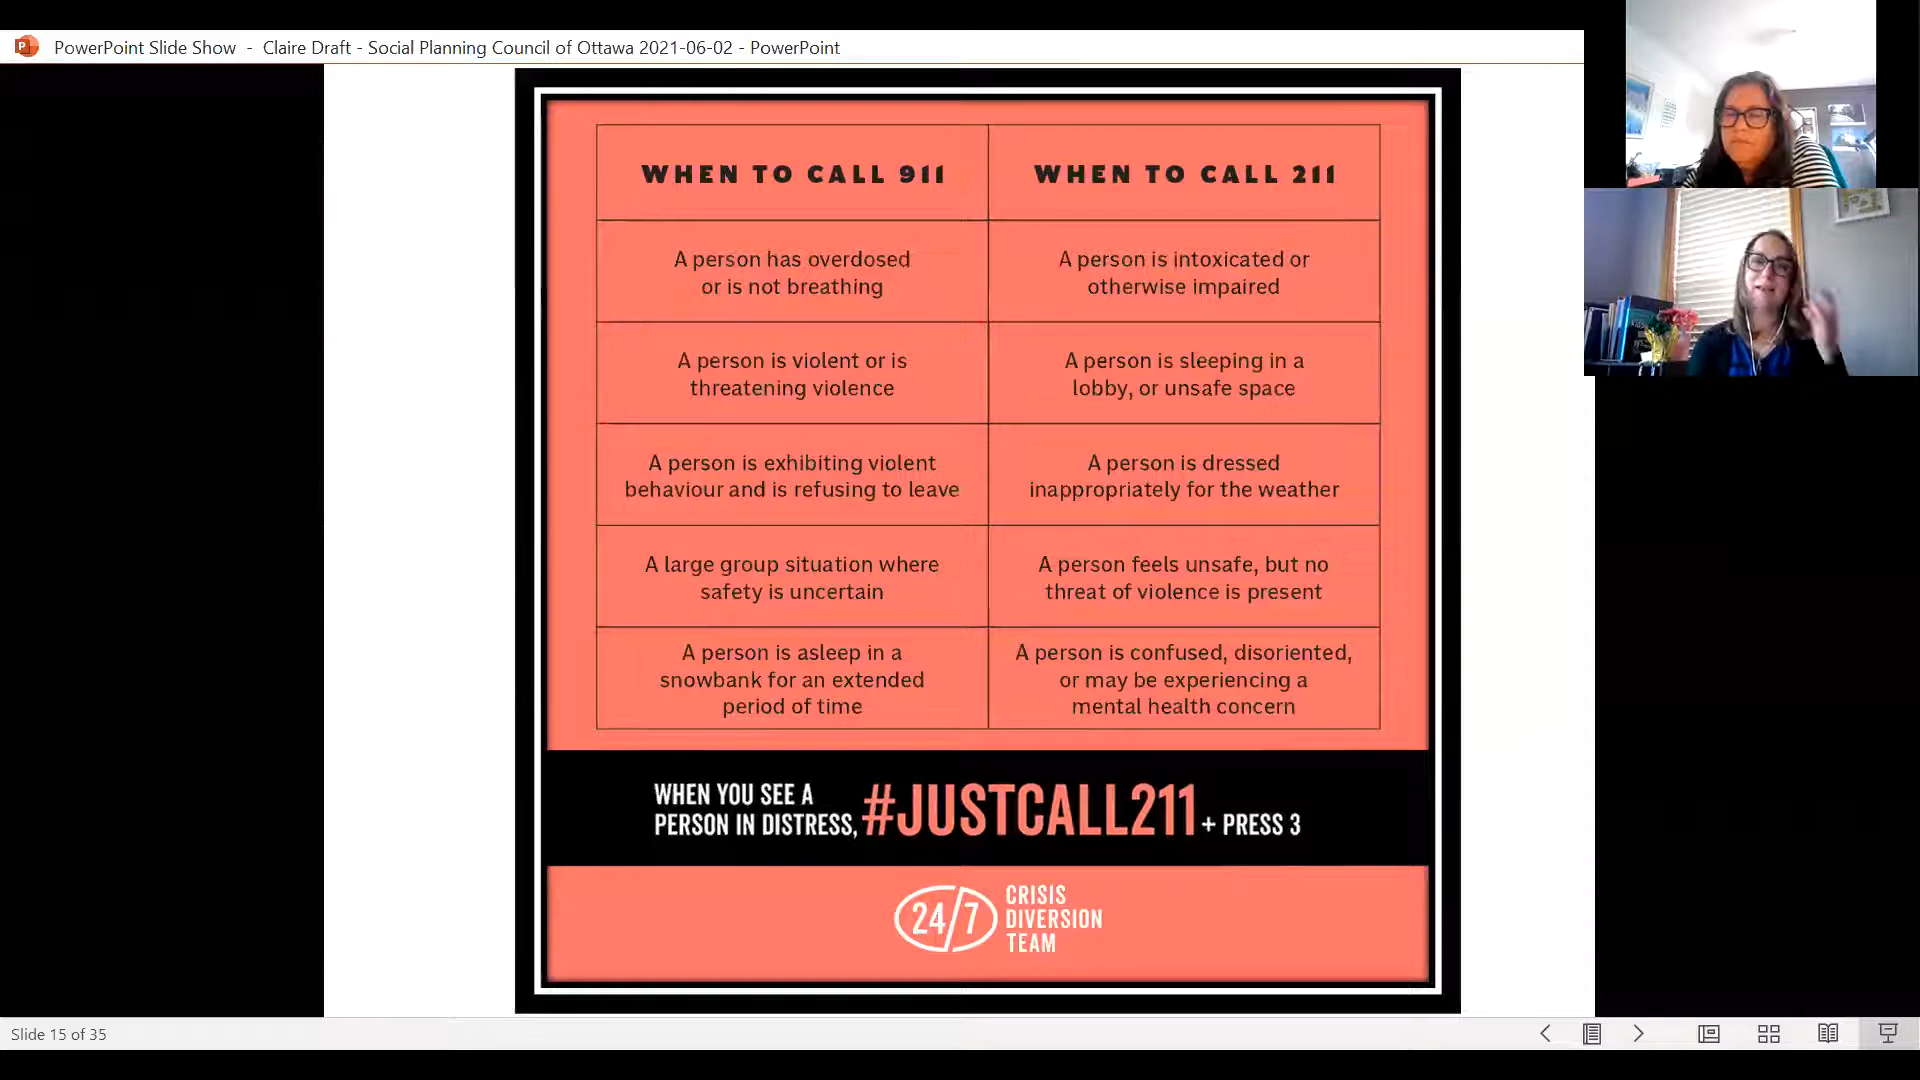 PowerPoint Slide Show - Claire Draft - Social Planning Council of Ottawa 2021-06-02 - PowerPoint
WHEN TO CALL 911
WHEN TO CALL 211
A person has overdosed
or is not breathing
A person is intoxicated or
otherwise impaired
A person is violent or is
threatening violence
A person is sleeping in a
lobby, or unsafe space
A person is exhibiting violent
behaviour and is refusing to leave
A person is dressed
inappropriately for the weather
A large group situation where
safety is uncertain
A person feels unsafe, but no
threat of violence is present
A person is asleep in a
snowbank for an extended
period of time
A person is confused, disoriented,
or may be experiencing a
mental health concern
WHEN YOU SEE A
PERSON IN DISTRESS,
#JUSTCALL211 + PRESS 3
24/7
CRISIS
DIVERSION
TEAM
Slide 15 of 35